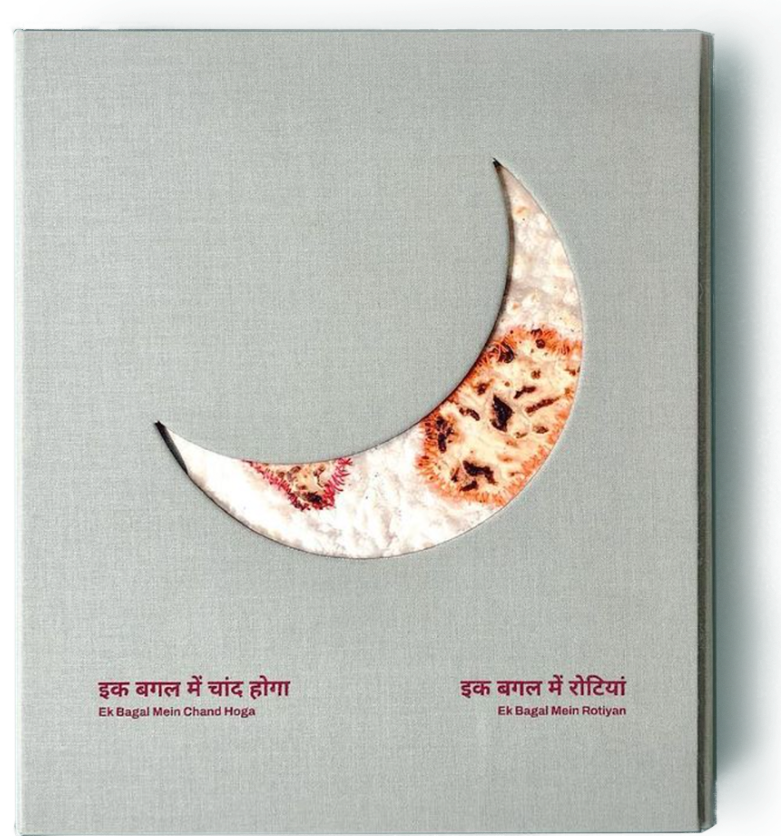 इक बगल में चांद होगा
Ek Bagal Mein Chand Hoga
इक बगल में रोटियां
Ek Bagal Mein Rotiyan